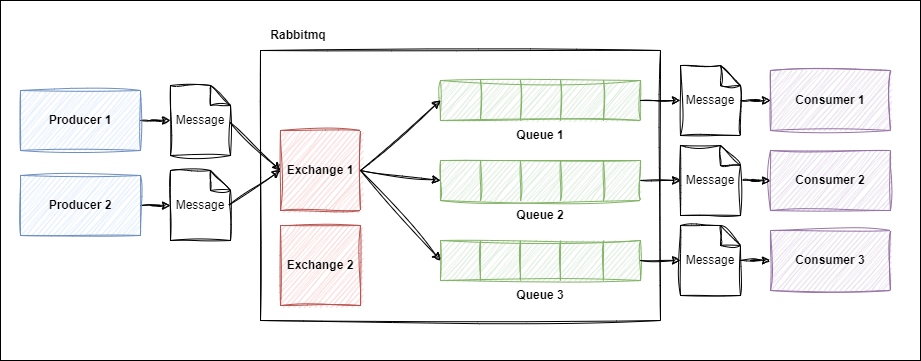 Rabbitmq
Producer 1
Message
Producer 2
Message
Exchange 1
Exchange 2
Queue 1
Queue 2
Queue 3
Message
Consumer 1
Message
Consumer 2
Message
Consumer 3